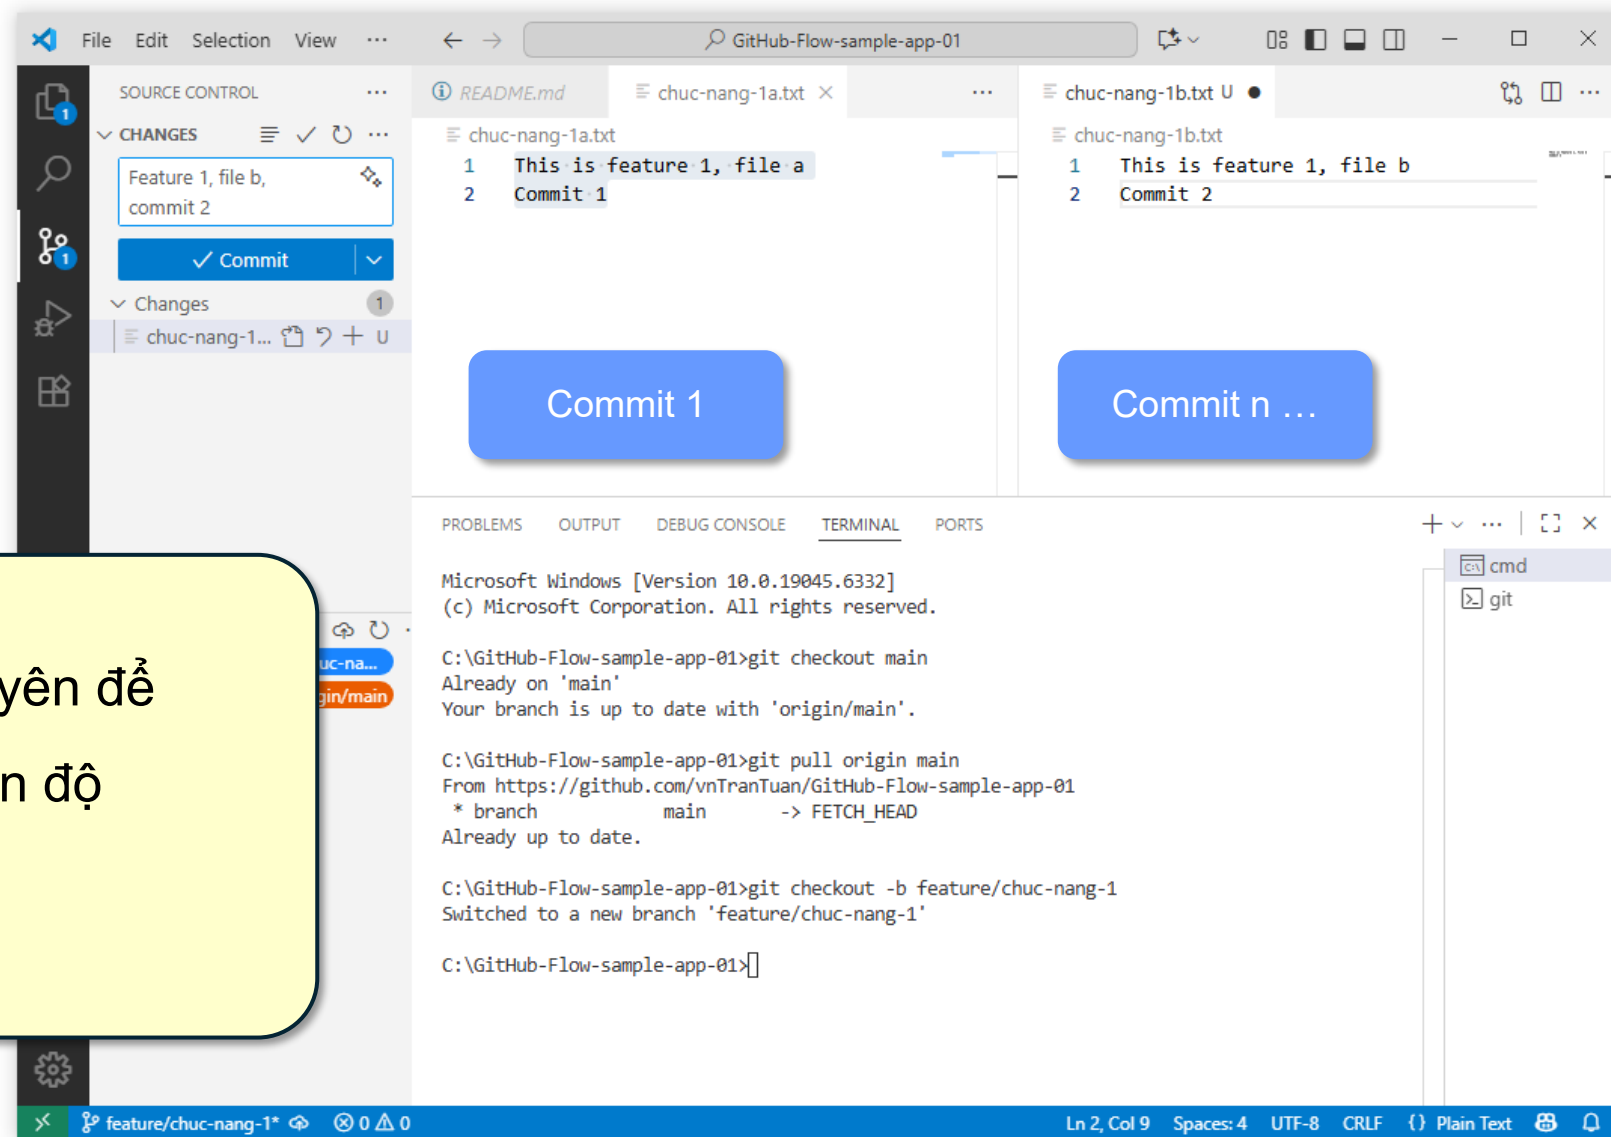 File Edit Selection View
GitHub-Flow-sample-app-01
SOURCE CONTROL
CHANGES
Feature 1, file b,
commit 2
Commit
Changes 1
chuc-nang-1... U
README.md
chuc-nang-1a.txt
chuc-nang-1a.txt
1 This is feature 1, file a
2 Commit 1
chuc-nang-1b.txt U
chuc-nang-1b.txt
1 This is feature 1, file b
2 Commit 2
Commit 1
Commit n …
PROBLEMS OUTPUT DEBUG CONSOLE TERMINAL PORTS
cmd
git
Microsoft Windows [Version 10.0.19045.6332]
(c) Microsoft Corporation. All rights reserved.
C:\GitHub-Flow-sample-app-01>git checkout main
Already on 'main'
Your branch is up to date with 'origin/main'.
C:\GitHub-Flow-sample-app-01>git pull origin main
From https://github.com/vnTranTuan/GitHub-Flow-sample-app-01
* branch main -> FETCH_HEAD
Already up to date.
C:\GitHub-Flow-sample-app-01>git checkout -b feature/chuc-nang-1
Switched to a new branch 'feature/chuc-nang-1'
C:\GitHub-Flow-sample-app-01>
uc-na...
gin/main
yên để
n độ
feature/chuc-nang-1* 0 0
Ln 2, Col 9 Spaces: 4 UTF-8 CRLF {} Plain Text